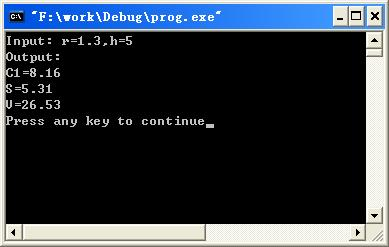 "F:\work\Debug\prog.exe"
Input: r=1.3,h=5
Output:
C1=8.16
S=5.31
V=26.53
Press any key to continue